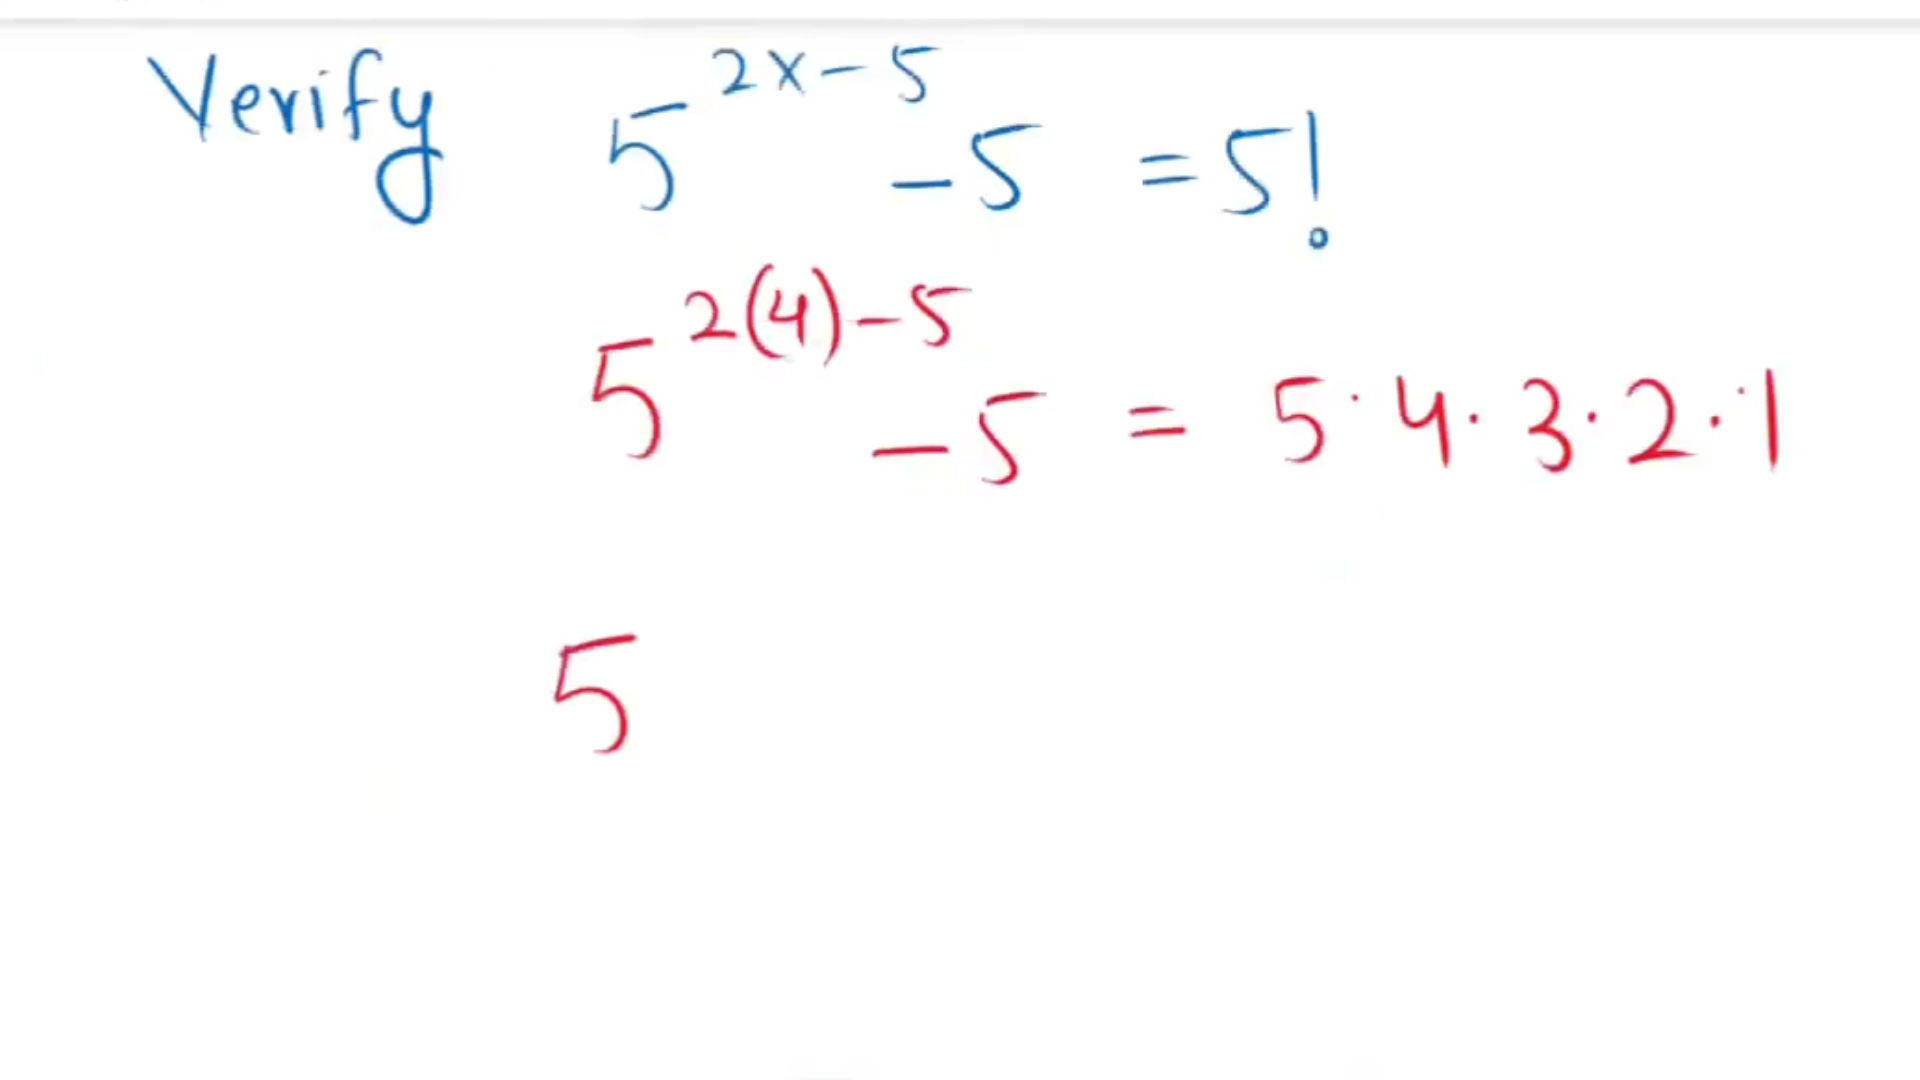 Verify 5^{2x-5} - 5 = 5!
5^{2(4)-5} - 5 = 5·4·3·2·1
5